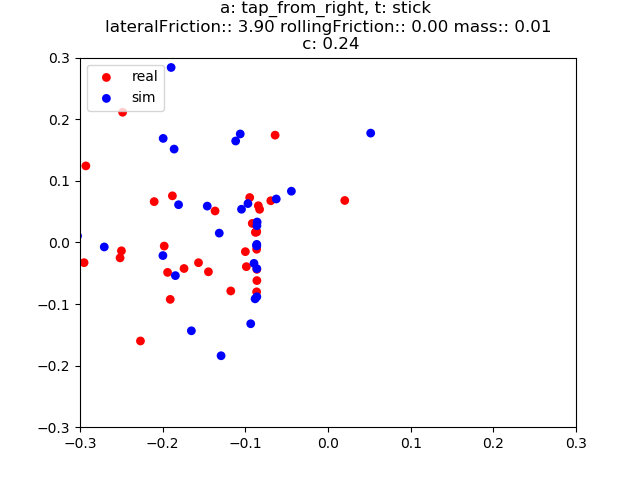 a: tap_from_right, t: stick
lateralFriction:: 3.90 rollingFriction:: 0.00 mass:: 0.01
c: 0.24
real
sim
0.3
0.2
0.1
0.0
−0.1
−0.2
−0.3
−0.3 −0.2 −0.1 0.0 0.1 0.2 0.3